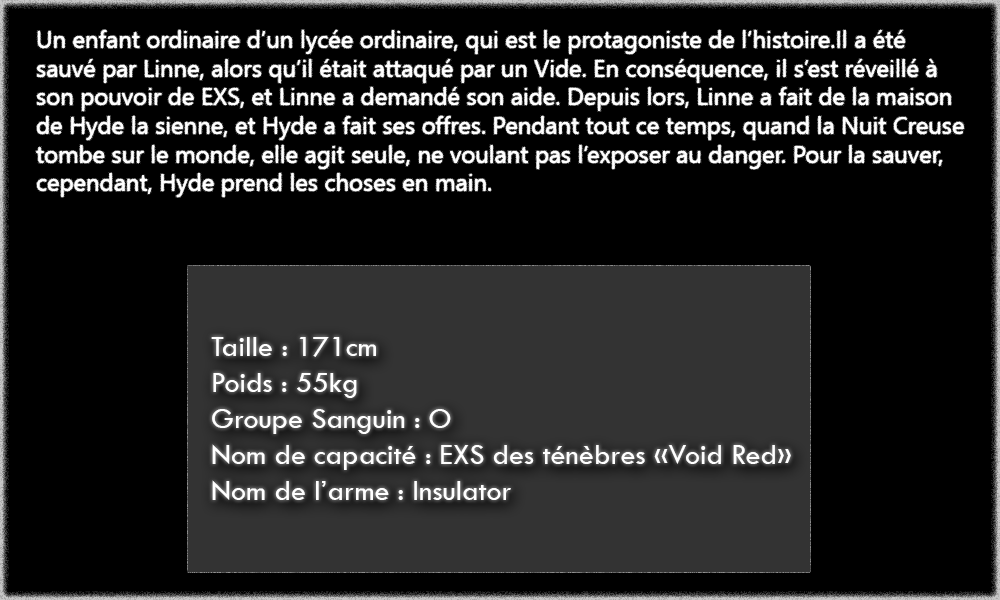 Un enfant ordinaire d'un lycée ordinaire, qui est le protagoniste de l'histoire.Il a été
sauvé par Linne, alors qu'il était attaqué par un Vide. En conséquence, il s'est réveillé à
son pouvoir de EXS, et Linne a demandé son aide. Depuis lors, Linne a fait de la maison
de Hyde la sienne, et Hyde a fait ses offres. Pendant tout ce temps, quand la Nuit Creuse
tombe sur le monde, elle agit seule, ne voulant pas l'exposer au danger. Pour la sauver,
cependant, Hyde prend les choses en main.
Taille : 171cm
Poids : 55kg
Groupe Sanguin : O
Nom de capacité : EXS des ténèbres «Void Red»
Nom de l'arme : Insulator